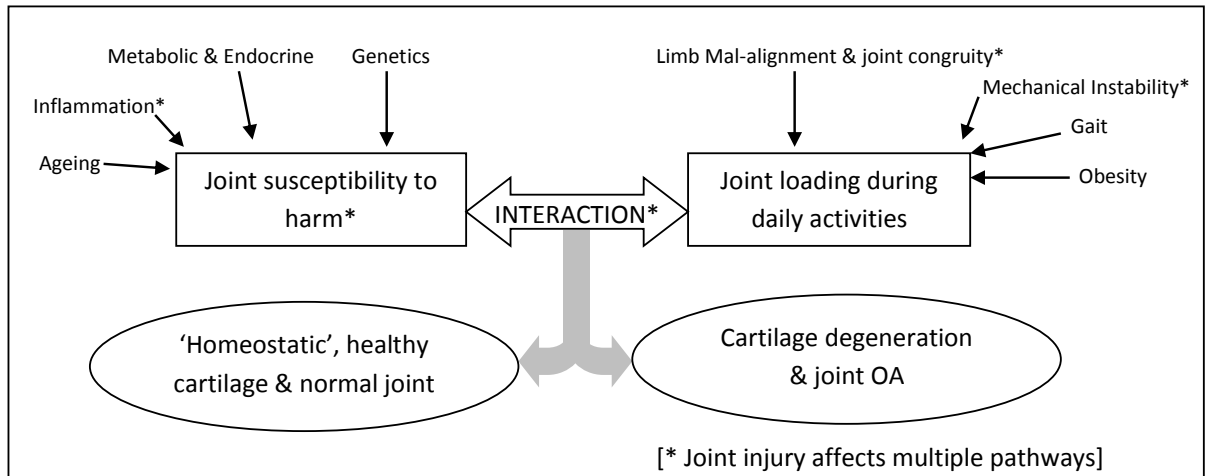 Metabolic & Endocrine
Genetics
Limb Mal-alignment & joint congruity*
Mechanical Instability*
Inflammation*
Gait
Ageing
Obesity
Joint susceptibility to
harm*
INTERACTION*
Joint loading during
daily activities
'Homeostatic', healthy
cartilage & normal joint
Cartilage degeneration
& joint OA
[* Joint injury affects multiple pathways]